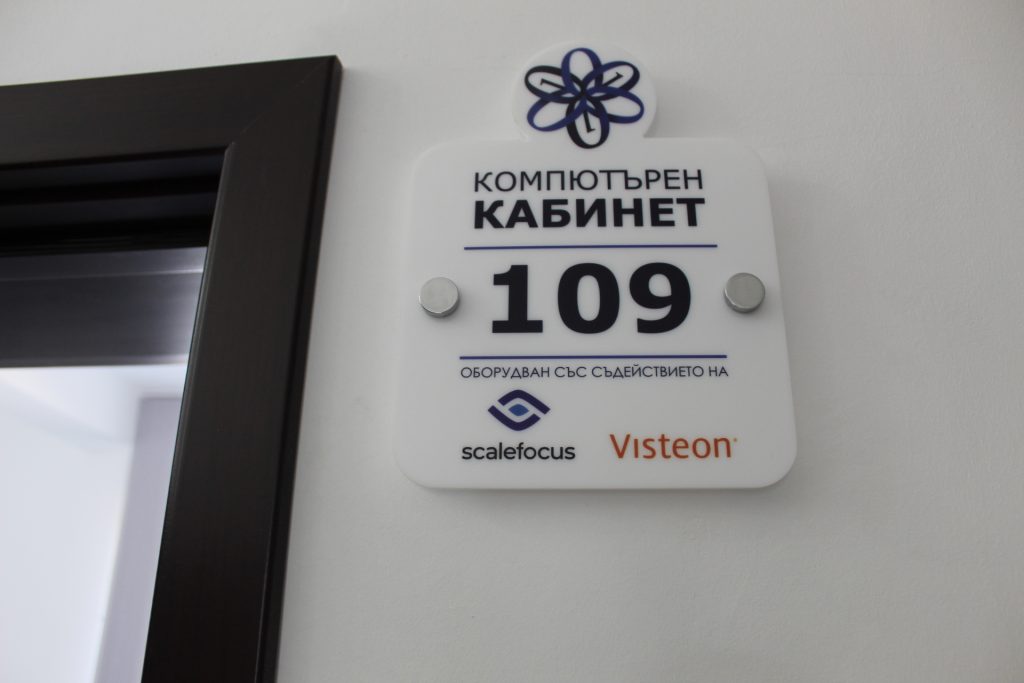 КОМПЮТЪРЕН
КАБИНЕТ
109
ОБОРУДВАН СЪС СЪДЕЙСТВИЕТО НА
scalefocus Visteon